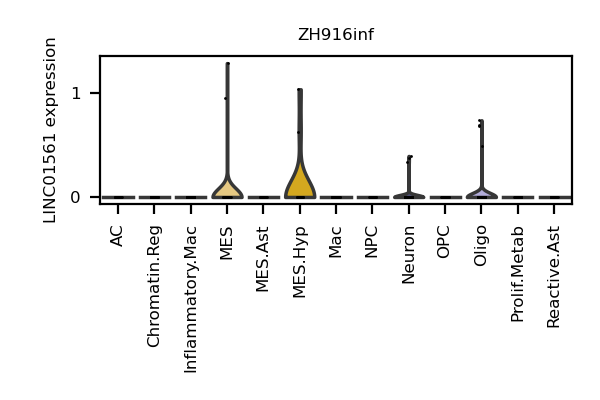 ZH916inf
LINC01561 expression
1
0
AC
Chromatin.Reg
Inflammatory.Mac
MES
MES.Ast
MES.Hyp
Mac
NPC
Neuron
OPC
Oligo
Prolif.Metab
Reactive.Ast